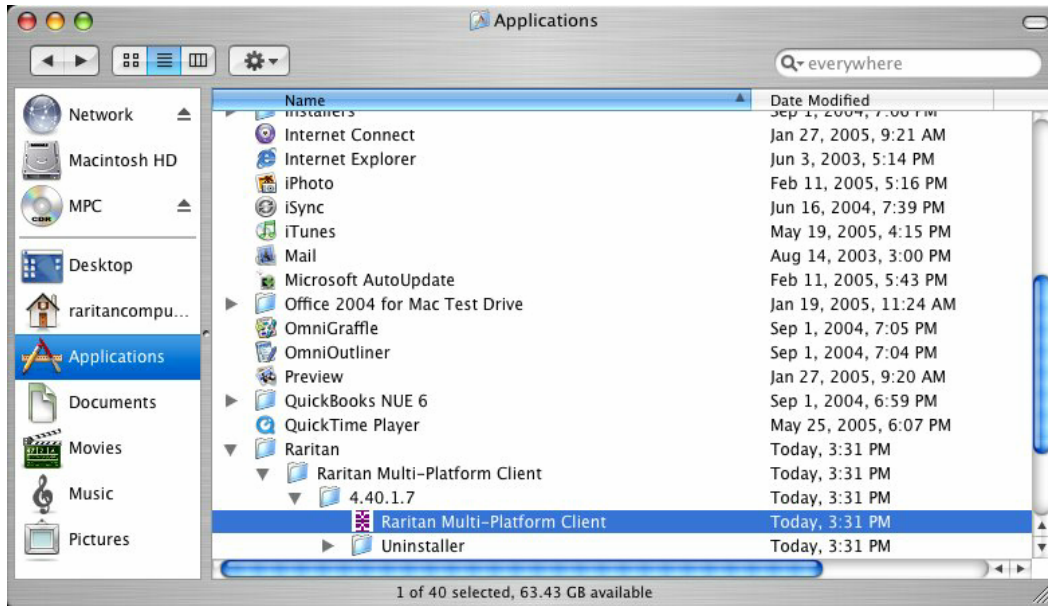 Applications
everywhere
Network
Macintosh HD
MPC
CDR
Desktop
raritancompu...
Applications
Documents
Movies
Music
Pictures
Name Date Modified
Installers Sep 1, 2004, 7:06 PM
Internet Connect Jan 27, 2005, 9:21 AM
Internet Explorer Jun 3, 2003, 5:14 PM
iPhoto Feb 11, 2005, 5:16 PM
iSync Jun 16, 2004, 7:39 PM
iTunes May 19, 2005, 4:15 PM
Mail Aug 14, 2003, 3:00 PM
Microsoft AutoUpdate Feb 11, 2005, 5:43 PM
Office 2004 for Mac Test Drive Jan 19, 2005, 11:24 AM
OmniGraffle Sep 1, 2004, 7:05 PM
OmniOutliner Sep 1, 2004, 7:04 PM
Preview Jan 27, 2005, 9:20 AM
QuickBooks NUE 6 Sep 1, 2004, 6:59 PM
QuickTime Player May 25, 2005, 6:07 PM
Raritan Today, 3:31 PM
Raritan Multi-Platform Client Today, 3:31 PM
4.40.1.7 Today, 3:31 PM
Raritan Multi-Platform Client Today, 3:31 PM
Uninstaller Today, 3:31 PM
1 of 40 selected, 63.43 GB available